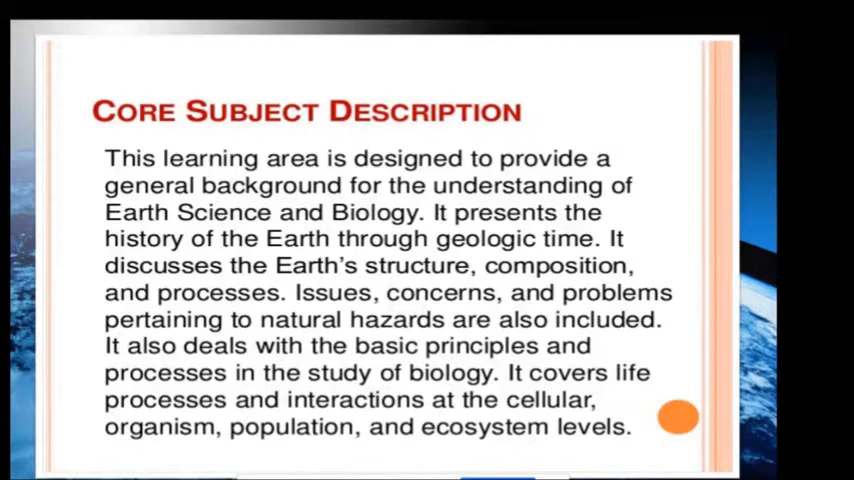 CORE SUBJECT DESCRIPTION
This learning area is designed to provide a
general background for the understanding of
Earth Science and Biology. It presents the
history of the Earth through geologic time. It
discusses the Earth's structure, composition,
and processes. Issues, concerns, and problems
pertaining to natural hazards are also included.
It also deals with the basic principles and
processes in the study of biology. It covers life
processes and interactions at the cellular,
organism, population, and ecosystem levels.